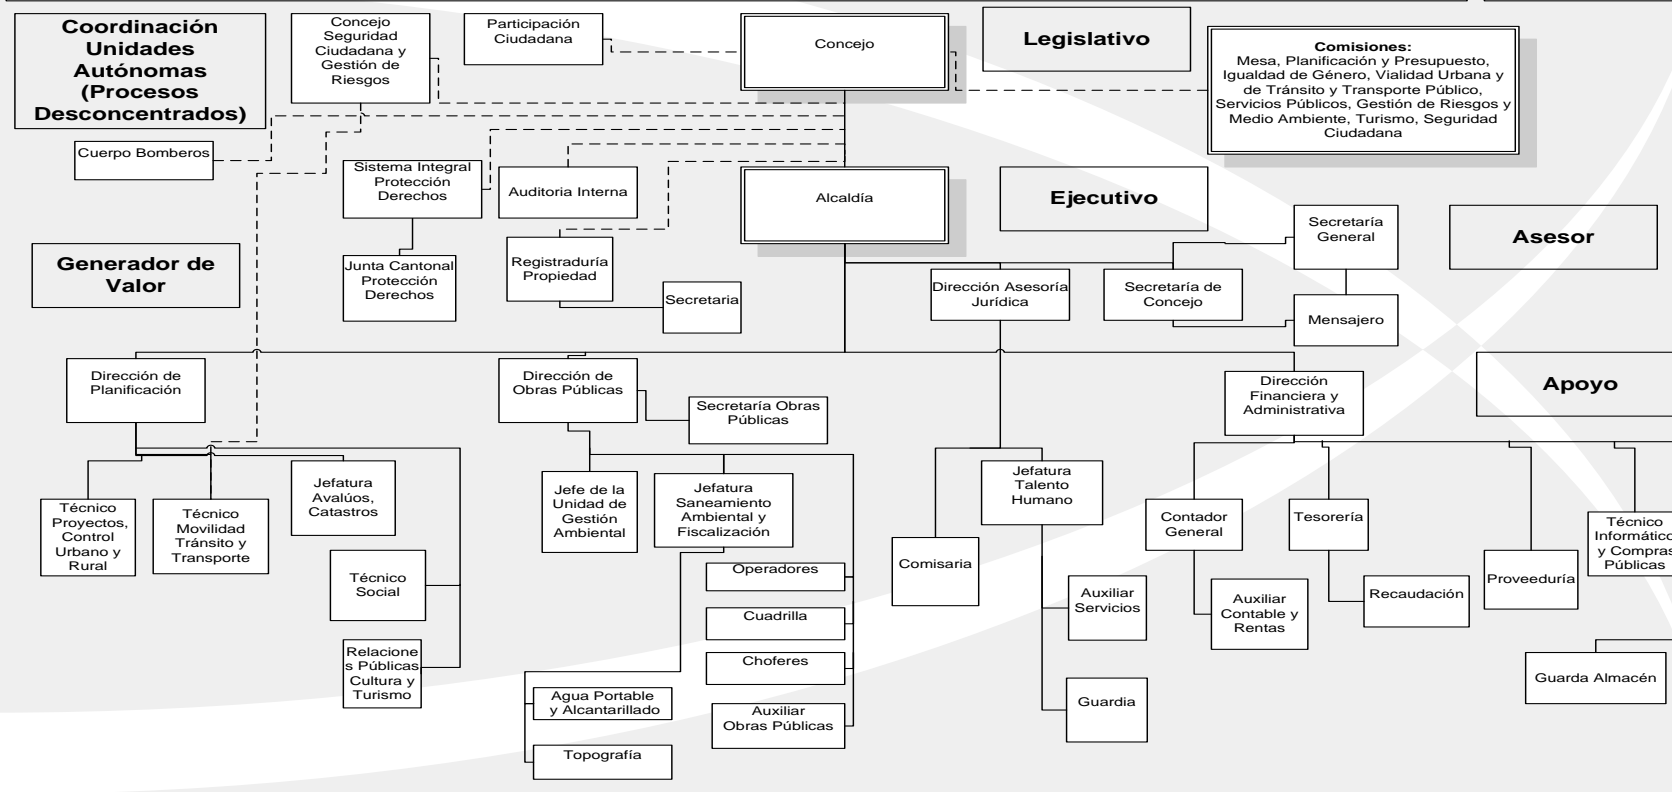 Coordinación
Unidades
Autónomas
(Procesos
Desconcentrados)
Concejo
Seguridad
Ciudadana y
Gestión de
Riesgos
Participación
Ciudadana
Concejo
Legislativo
Comisiones:
Mesa, Planificación y Presupuesto,
Igualdad de Género, Vialidad Urbana y
de Tránsito y Transporte Público,
Servicios Públicos, Gestión de Riesgos y
Medio Ambiente, Turismo, Seguridad
Ciudadana
Cuerpo Bomberos
Sistema Integral
Protección
Derechos
Auditoria Interna
Alcaldía
Ejecutivo
Secretaría
General
Asesor
Generador de
Valor
Junta Cantonal
Protección
Derechos
Registraduría
Propiedad
Secretaria
Dirección Asesoría
Jurídica
Secretaría de
Concejo
Mensajero
Dirección de
Planificación
Dirección de
Obras Públicas
Secretaría Obras
Públicas
Dirección
Financiera y
Administrativa
Apoyo
Técnico
Proyectos,
Control
Urbano y
Rural
Técnico
Movilidad
Tránsito y
Transporte
Jefatura
Avalúos,
Catastros
Técnico
Social
Relacione
s Públicas
Cultura y
Turismo
Jefe de la
Unidad de
Gestión
Ambiental
Jefatura
Saneamiento
Ambiental y
Fiscalización
Operadores
Cuadrilla
Choferes
Auxiliar
Obras Públicas
Agua Portable
y Alcantarillado
Topografía
Comisaria
Jefatura
Talento
Humano
Auxiliar
Servicios
Guardia
Contador
General
Auxiliar
Contable y
Rentas
Tesorería
Recaudación
Proveeduría
Técnico
Informático
y Compras
Públicas
Guarda Almacén